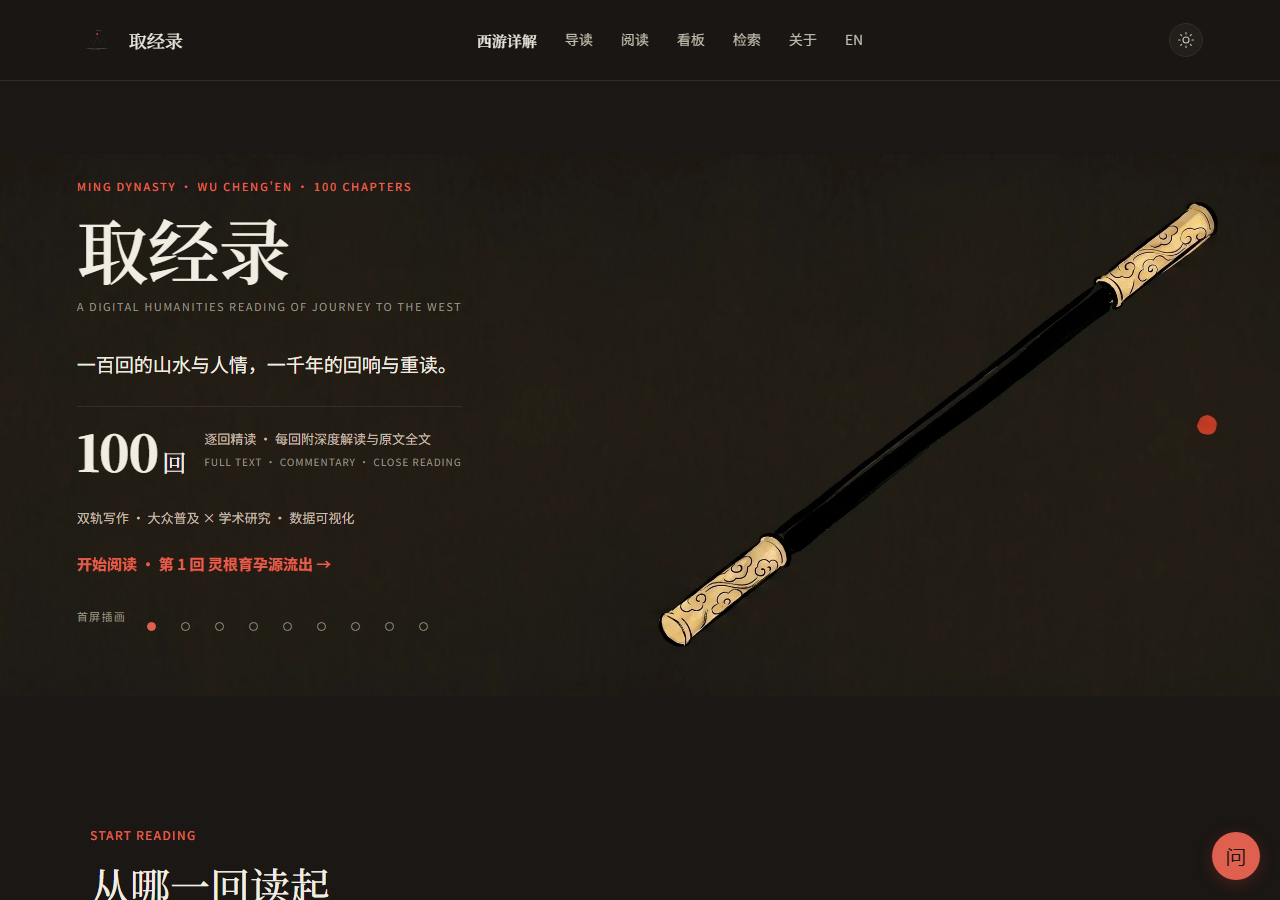 取经录
西游详解 导读 阅读 看板 检索 关于 EN
MING DYNASTY · WU CHENG'EN · 100 CHAPTERS
取经录
A DIGITAL HUMANITIES READING OF JOURNEY TO THE WEST
一百回的山水与人情，一千年的回响与重读。
100 回
逐回精读 · 每回附深度解读与原文全文
FULL TEXT · COMMENTARY · CLOSE READING
双轨写作 · 大众普及 × 学术研究 · 数据可视化
开始阅读 · 第 1 回 灵根育孕源流出 →
首屏插画
START READING
从哪一回读起
问